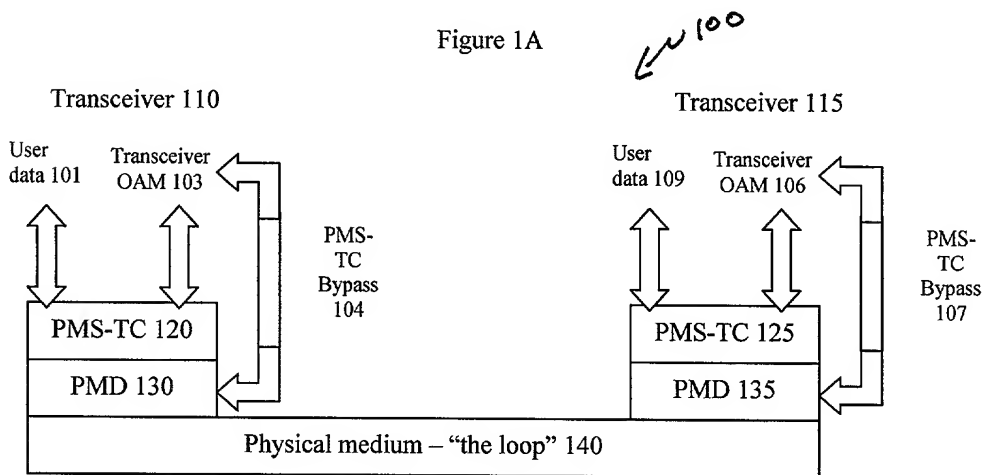 Figure 1A
100
Transceiver 110
Transceiver 115
User
data 101
Transceiver
OAM 103
PMS-
TC
Bypass
104
User
data 109
Transceiver
OAM 106
PMS-
TC
Bypass
107
PMS-TC 120
PMD 130
PMS-TC 125
PMD 135
Physical medium – “the loop” 140